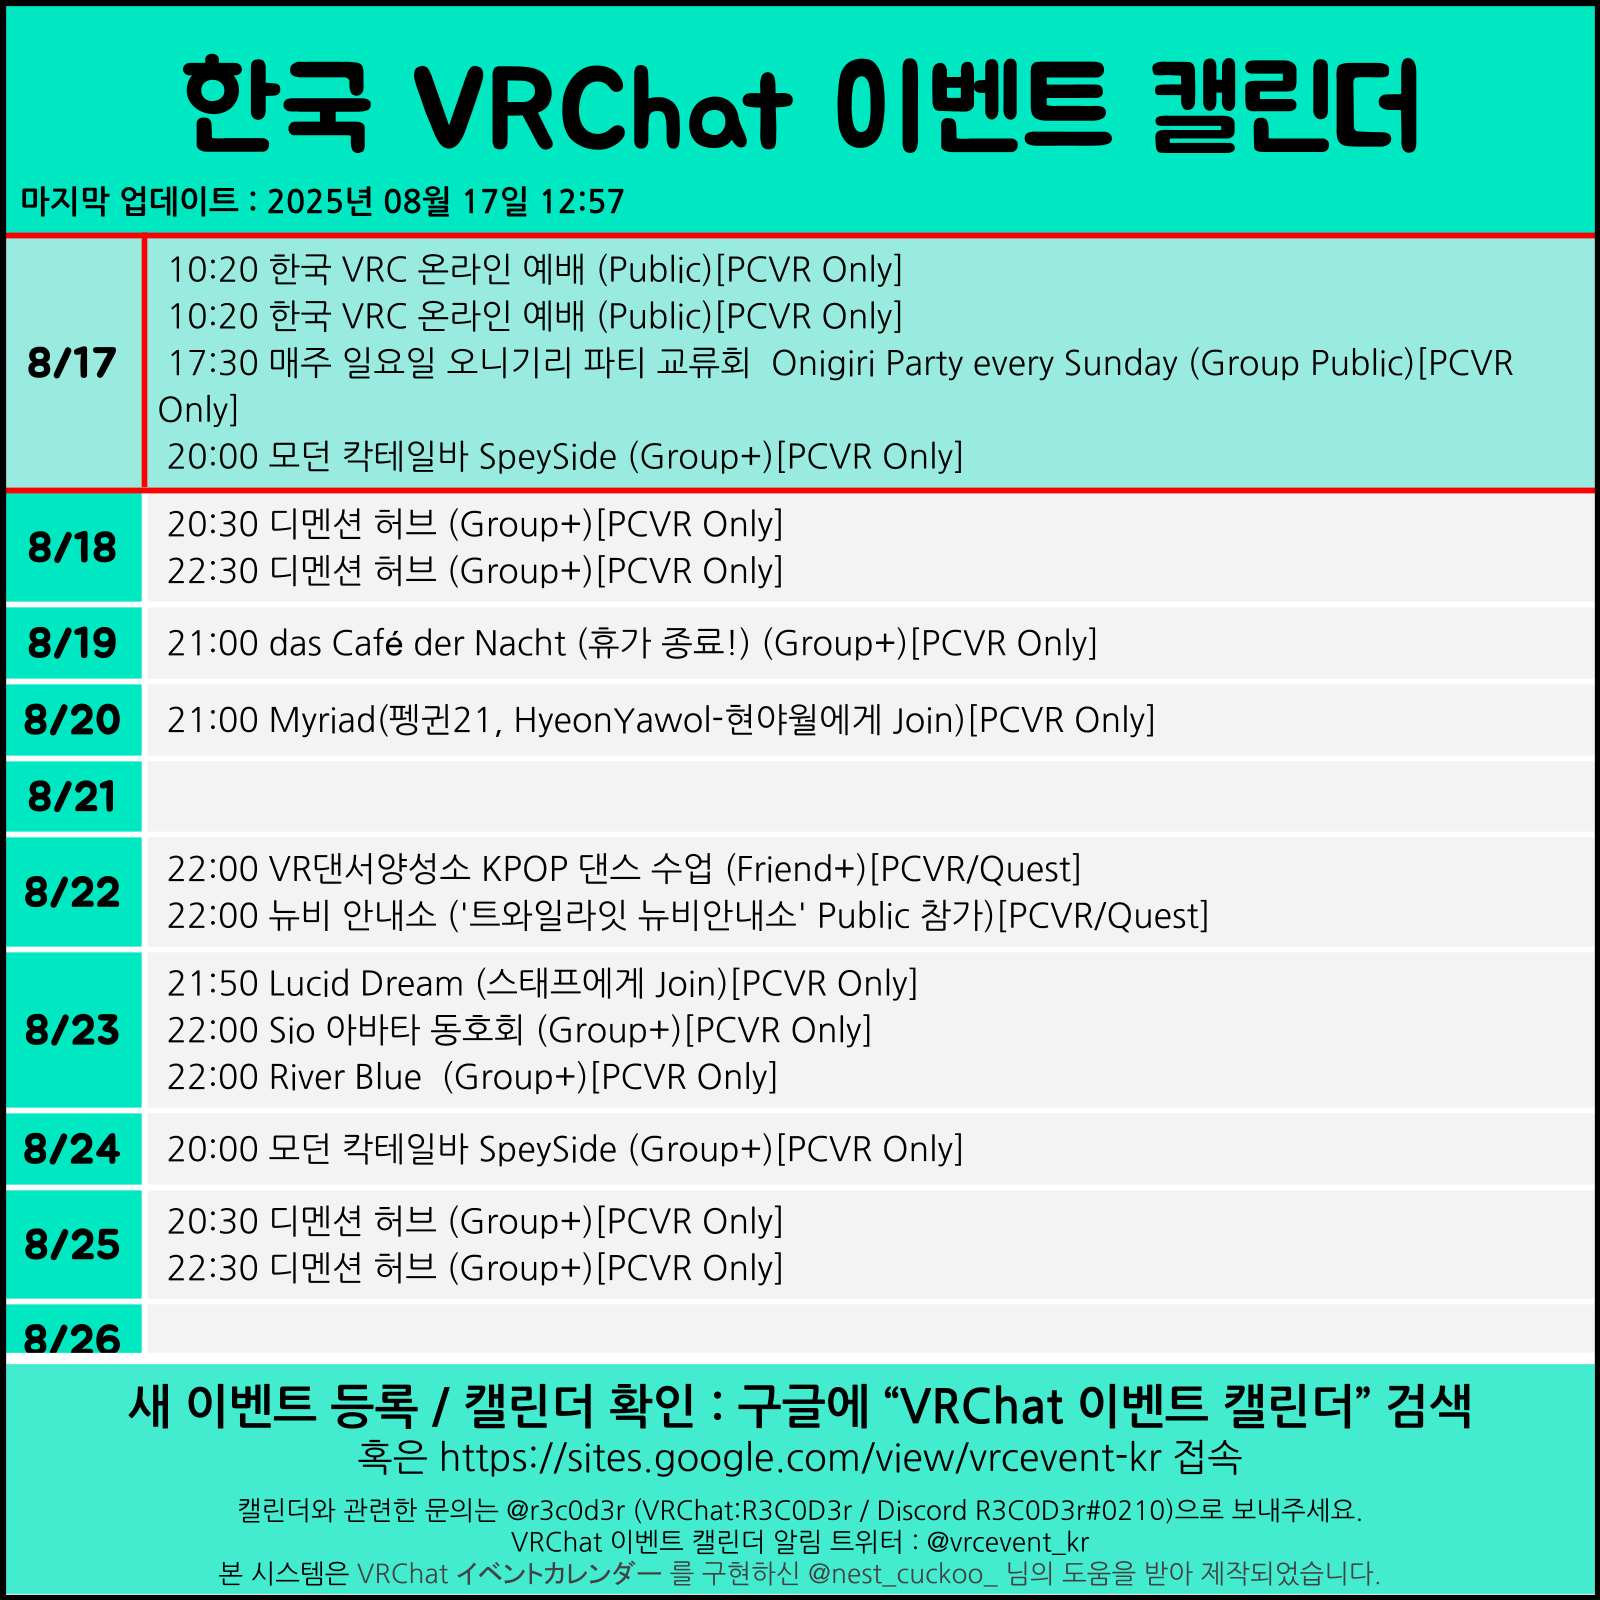 한국 VRChat 이벤트 캘린더
마지막 업데이트 : 2025년 08월 17일 12:57
8/17
10:20 한국 VRC 온라인 예배 (Public)[PCVR Only]
10:20 한국 VRC 온라인 예배 (Public)[PCVR Only]
17:30 매주 일요일 오니기리 파티 교류회  Onigiri Party every Sunday (Group Public)[PCVR
Only]
20:00 모던 칵테일바 SpeySide (Group+)[PCVR Only]
8/18
20:30 디멘션 허브 (Group+)[PCVR Only]
22:30 디멘션 허브 (Group+)[PCVR Only]
8/19
21:00 das Café der Nacht (휴가 종료!) (Group+)[PCVR Only]
8/20
21:00 Myriad(펭귄21, HyeonYawol-현야월에게 Join)[PCVR Only]
8/21
8/22
22:00 VR댄서양성소 KPOP 댄스 수업 (Friend+)[PCVR/Quest]
22:00 뉴비 안내소 ('트와일라잇 뉴비안내소' Public 참가)[PCVR/Quest]
8/23
21:50 Lucid Dream (스태프에게 Join)[PCVR Only]
22:00 Sio 아바타 동호회 (Group+)[PCVR Only]
22:00 River Blue  (Group+)[PCVR Only]
8/24
20:00 모던 칵테일바 SpeySide (Group+)[PCVR Only]
8/25
20:30 디멘션 허브 (Group+)[PCVR Only]
22:30 디멘션 허브 (Group+)[PCVR Only]
8/26
새 이벤트 등록 / 캘린더 확인 : 구글에 “VRChat 이벤트 캘린더” 검색
혹은 https://sites.google.com/view/vrcevent-kr 접속
캘린더와 관련한 문의는 @r3c0d3r (VRChat:R3C0D3r / Discord R3C0D3r#0210)으로 보내주세요.
VRChat 이벤트 캘린더 알림 트위터 : @vrcevent_kr
본 시스템은 VRChat イベントカレンダー 를 구현하신 @nest_cuckoo_ 님의 도움을 받아 제작되었습니다.